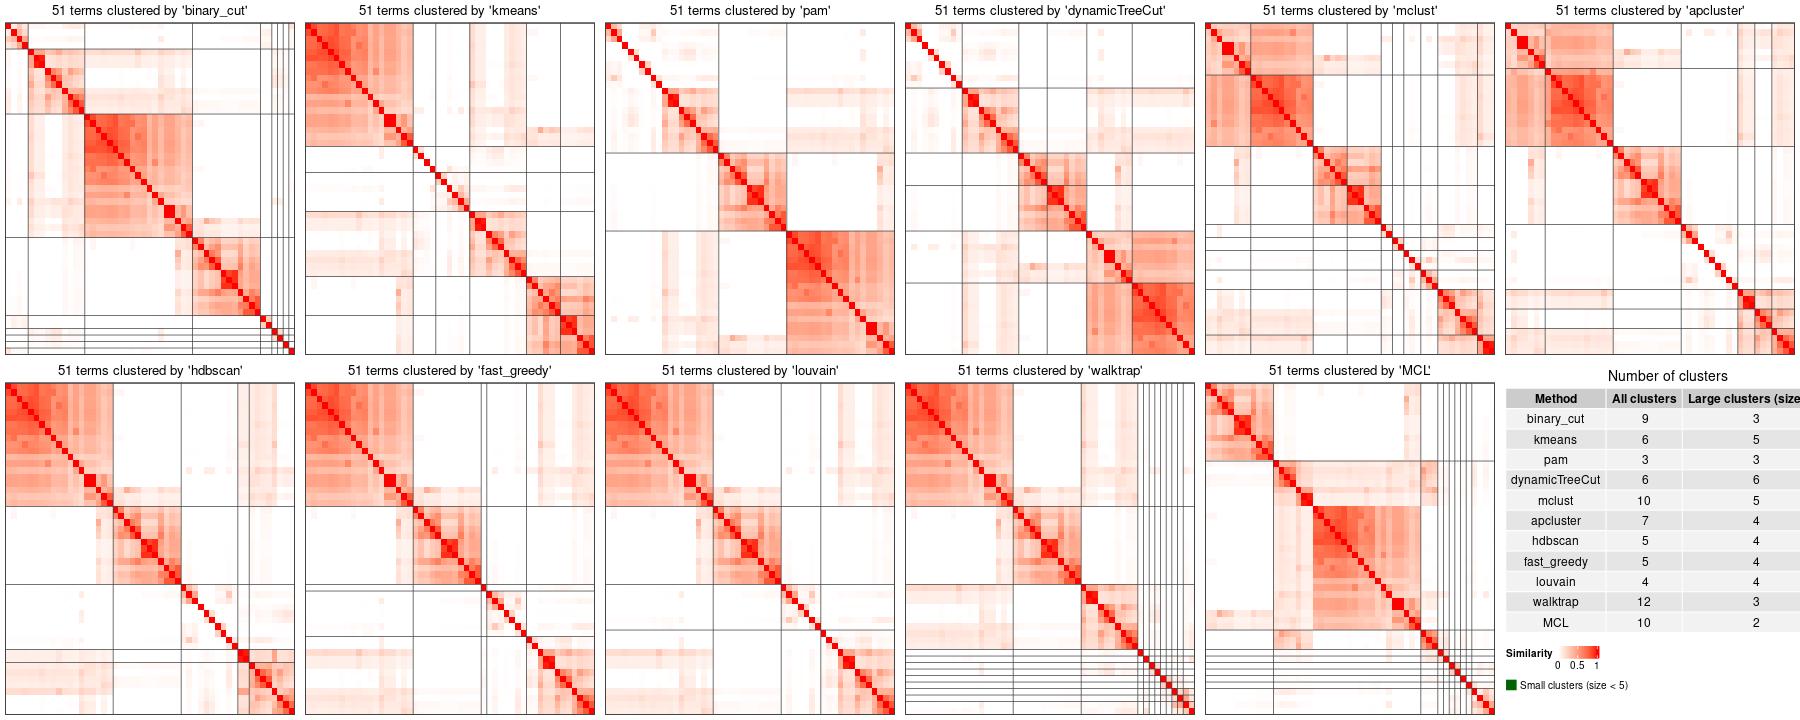 51 terms clustered by 'binary_cut'
51 terms clustered by 'kmeans'
51 terms clustered by 'pam'
51 terms clustered by 'dynamicTreeCut'
51 terms clustered by 'mclust'
51 terms clustered by 'apcluster'
51 terms clustered by 'hdbscan'
51 terms clustered by 'fast_greedy'
51 terms clustered by 'louvain'
51 terms clustered by 'walktrap'
51 terms clustered by 'MCL'
Number of clusters
Method All clusters Large clusters (size
binary_cut 9 3
kmeans 6 5
pam 3 3
dynamicTreeCut 6 6
mclust 10 5
apcluster 7 4
hdbscan 5 4
fast_greedy 5 4
louvain 4 4
walktrap 12 3
MCL 10 2
Similarity
0 0.5 1
Small clusters (size < 5)